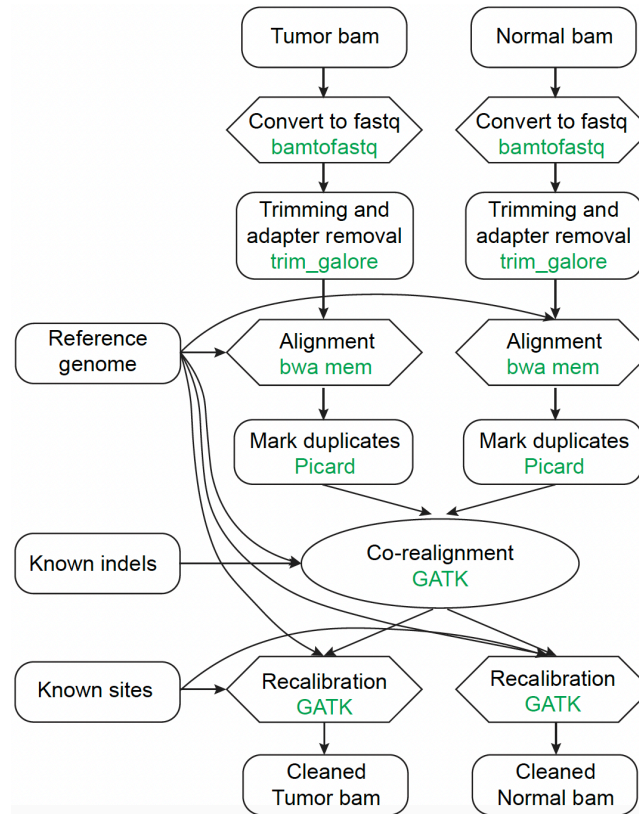 Tumor bam
Normal bam
Convert to fastq
bamtofastq
Convert to fastq
bamtofastq
Trimming and
adapter removal
trim_galore
Trimming and
adapter removal
trim_galore
Reference
genome
Alignment
bwa mem
Alignment
bwa mem
Mark duplicates
Picard
Mark duplicates
Picard
Known indels
Co-realignment
GATK
Known sites
Recalibration
GATK
Recalibration
GATK
Cleaned
Tumor bam
Cleaned
Normal bam